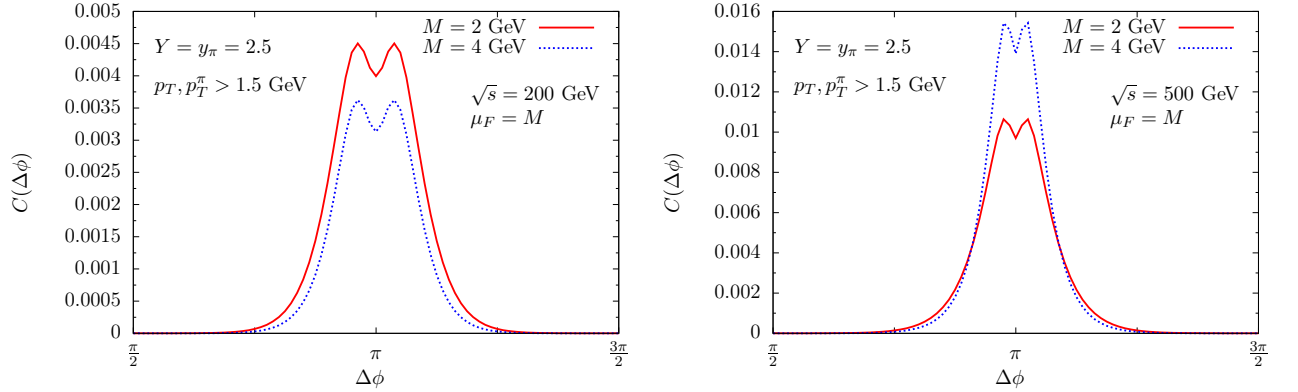 M = 2 GeV
M = 4 GeV
Y = y_π = 2.5
p_T, p_T^π > 1.5 GeV
√s = 200 GeV
μ_F = M
C(Δϕ)
0.005
0.0045
0.004
0.0035
0.003
0.0025
0.002
0.0015
0.001
0.0005
0
π/2
π
3π/2
Δϕ
M = 2 GeV
M = 4 GeV
Y = y_π = 2.5
p_T, p_T^π > 1.5 GeV
√s = 500 GeV
μ_F = M
C(Δϕ)
0.016
0.014
0.012
0.01
0.008
0.006
0.004
0.002
0
π/2
π
3π/2
Δϕ